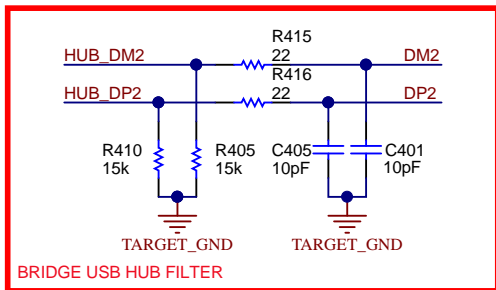 R415
HUB_DM2
22
DM2
R416
HUB_DP2
22
DP2
R410
15k
R405
15k
C405
10pF
C401
10pF
TARGET_GND
TARGET_GND
BRIDGE USB HUB FILTER